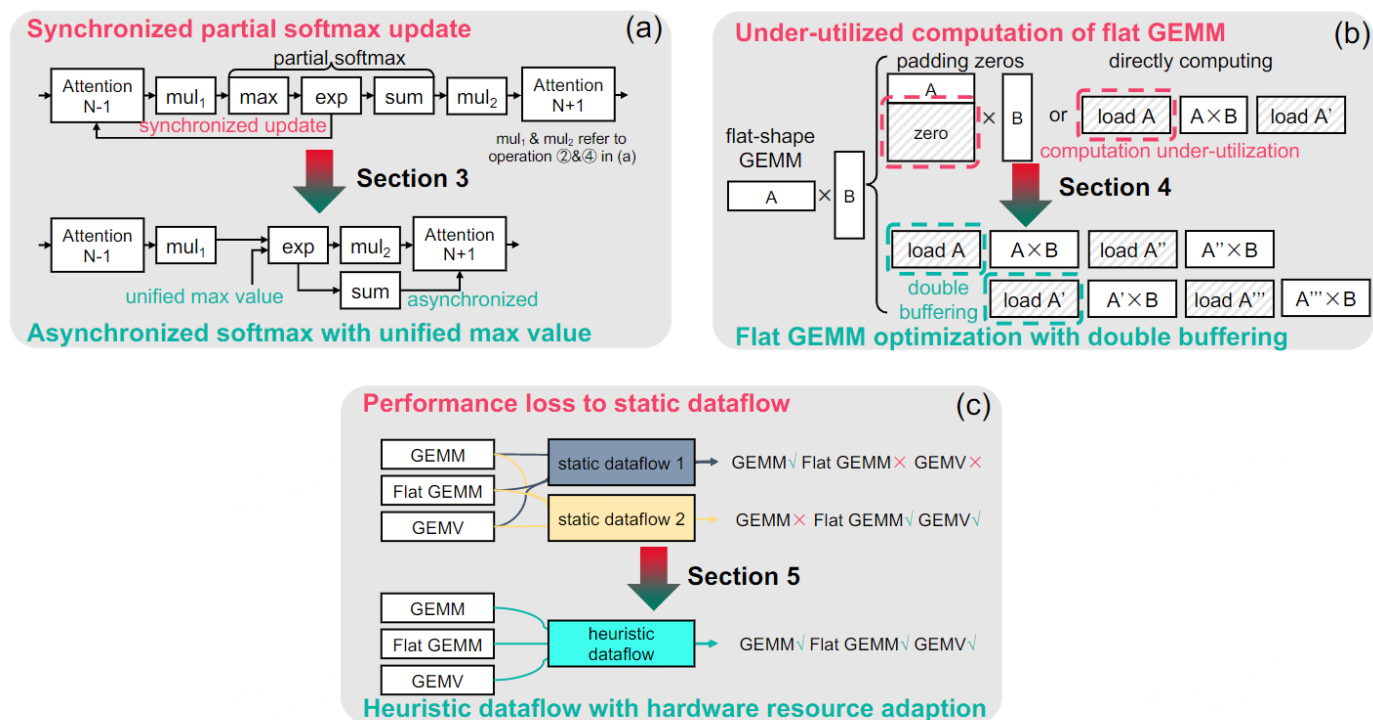 Synchronized partial softmax update
(a)
partial softmax
Attention N-1
mul₁
max
exp
sum
mul₂
Attention N+1
synchronized update
mul₁ & mul₂ refer to
operation ②&④ in (a)
Section 3
Attention N-1
mul₁
exp
mul₂
Attention N+1
sum
unified max value
asynchronized
Asynchronized softmax with unified max value
Under-utilized computation of flat GEMM
(b)
padding zeros
directly computing
A
zero
×
B
or
load A
A×B
load A'
computation under-utilization
flat-shape
GEMM
A
×
B
Section 4
load A
A×B
load A''
A''×B
double
buffering
load A'
A'×B
load A'''
A'''×B
Flat GEMM optimization with double buffering
Performance loss to static dataflow
(c)
GEMM
Flat GEMM
GEMV
static dataflow 1
static dataflow 2
GEMM√ Flat GEMM× GEMV×
GEMM× Flat GEMM√ GEMV√
Section 5
GEMM
Flat GEMM
GEMV
heuristic
dataflow
GEMM√ Flat GEMM√ GEMV√
Heuristic dataflow with hardware resource adaption